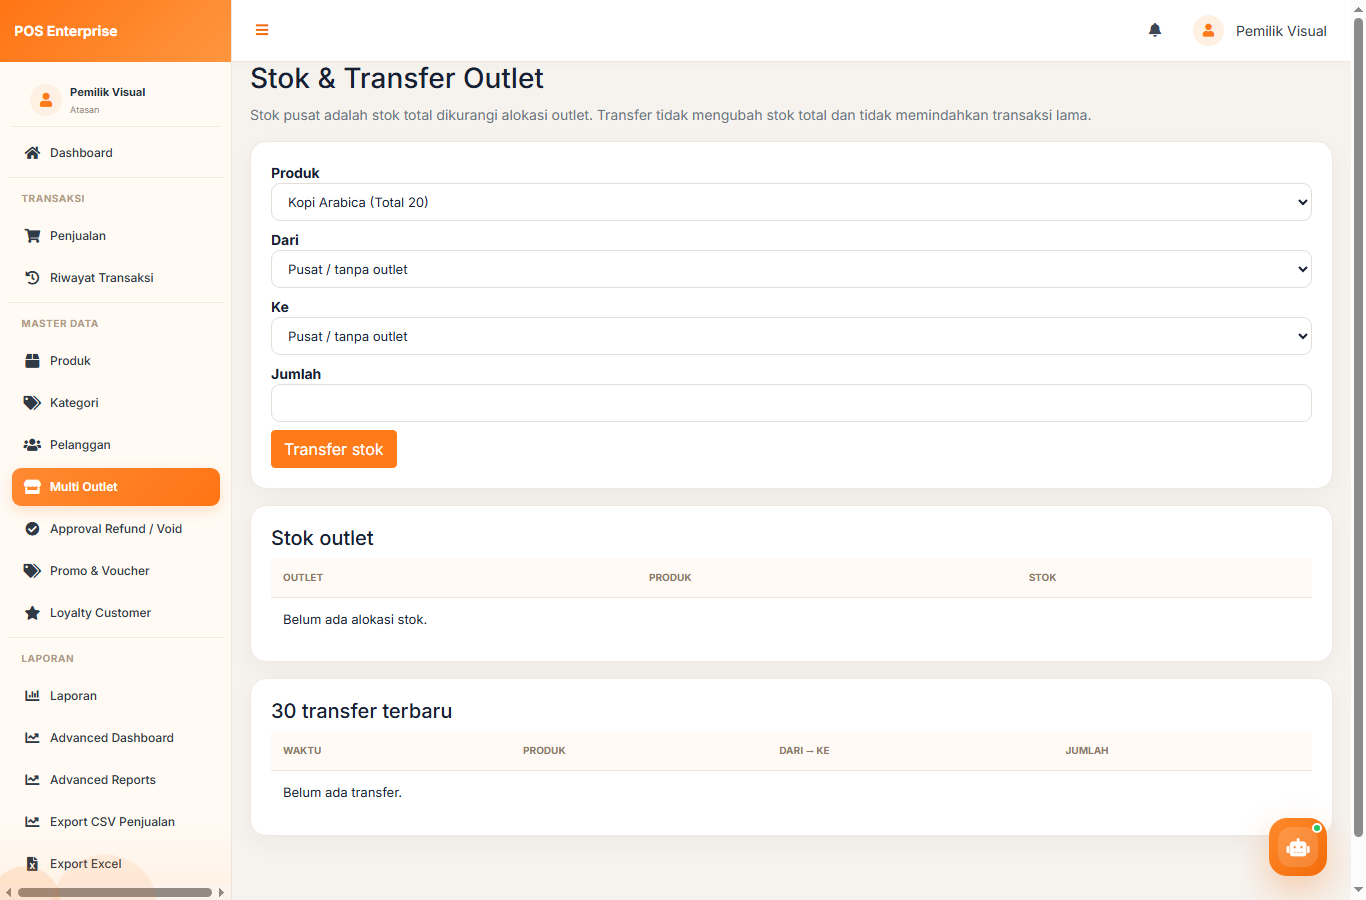 POS Enterprise
Pemilik Visual
Pemilik Visual
Atasan
Dashboard
TRANSAKSI
Penjualan
Riwayat Transaksi
MASTER DATA
Produk
Kategori
Pelanggan
Multi Outlet
Approval Refund / Void
Promo & Voucher
Loyalty Customer
LAPORAN
Laporan
Advanced Dashboard
Advanced Reports
Export CSV Penjualan
Export Excel
Stok & Transfer Outlet
Stok pusat adalah stok total dikurangi alokasi outlet. Transfer tidak mengubah stok total dan tidak memindahkan transaksi lama.
Produk
Kopi Arabica (Total 20)
Dari
Pusat / tanpa outlet
Ke
Pusat / tanpa outlet
Jumlah
Transfer stok
Stok outlet
OUTLET PRODUK STOK
Belum ada alokasi stok.
30 transfer terbaru
WAKTU PRODUK DARI → KE JUMLAH
Belum ada transfer.